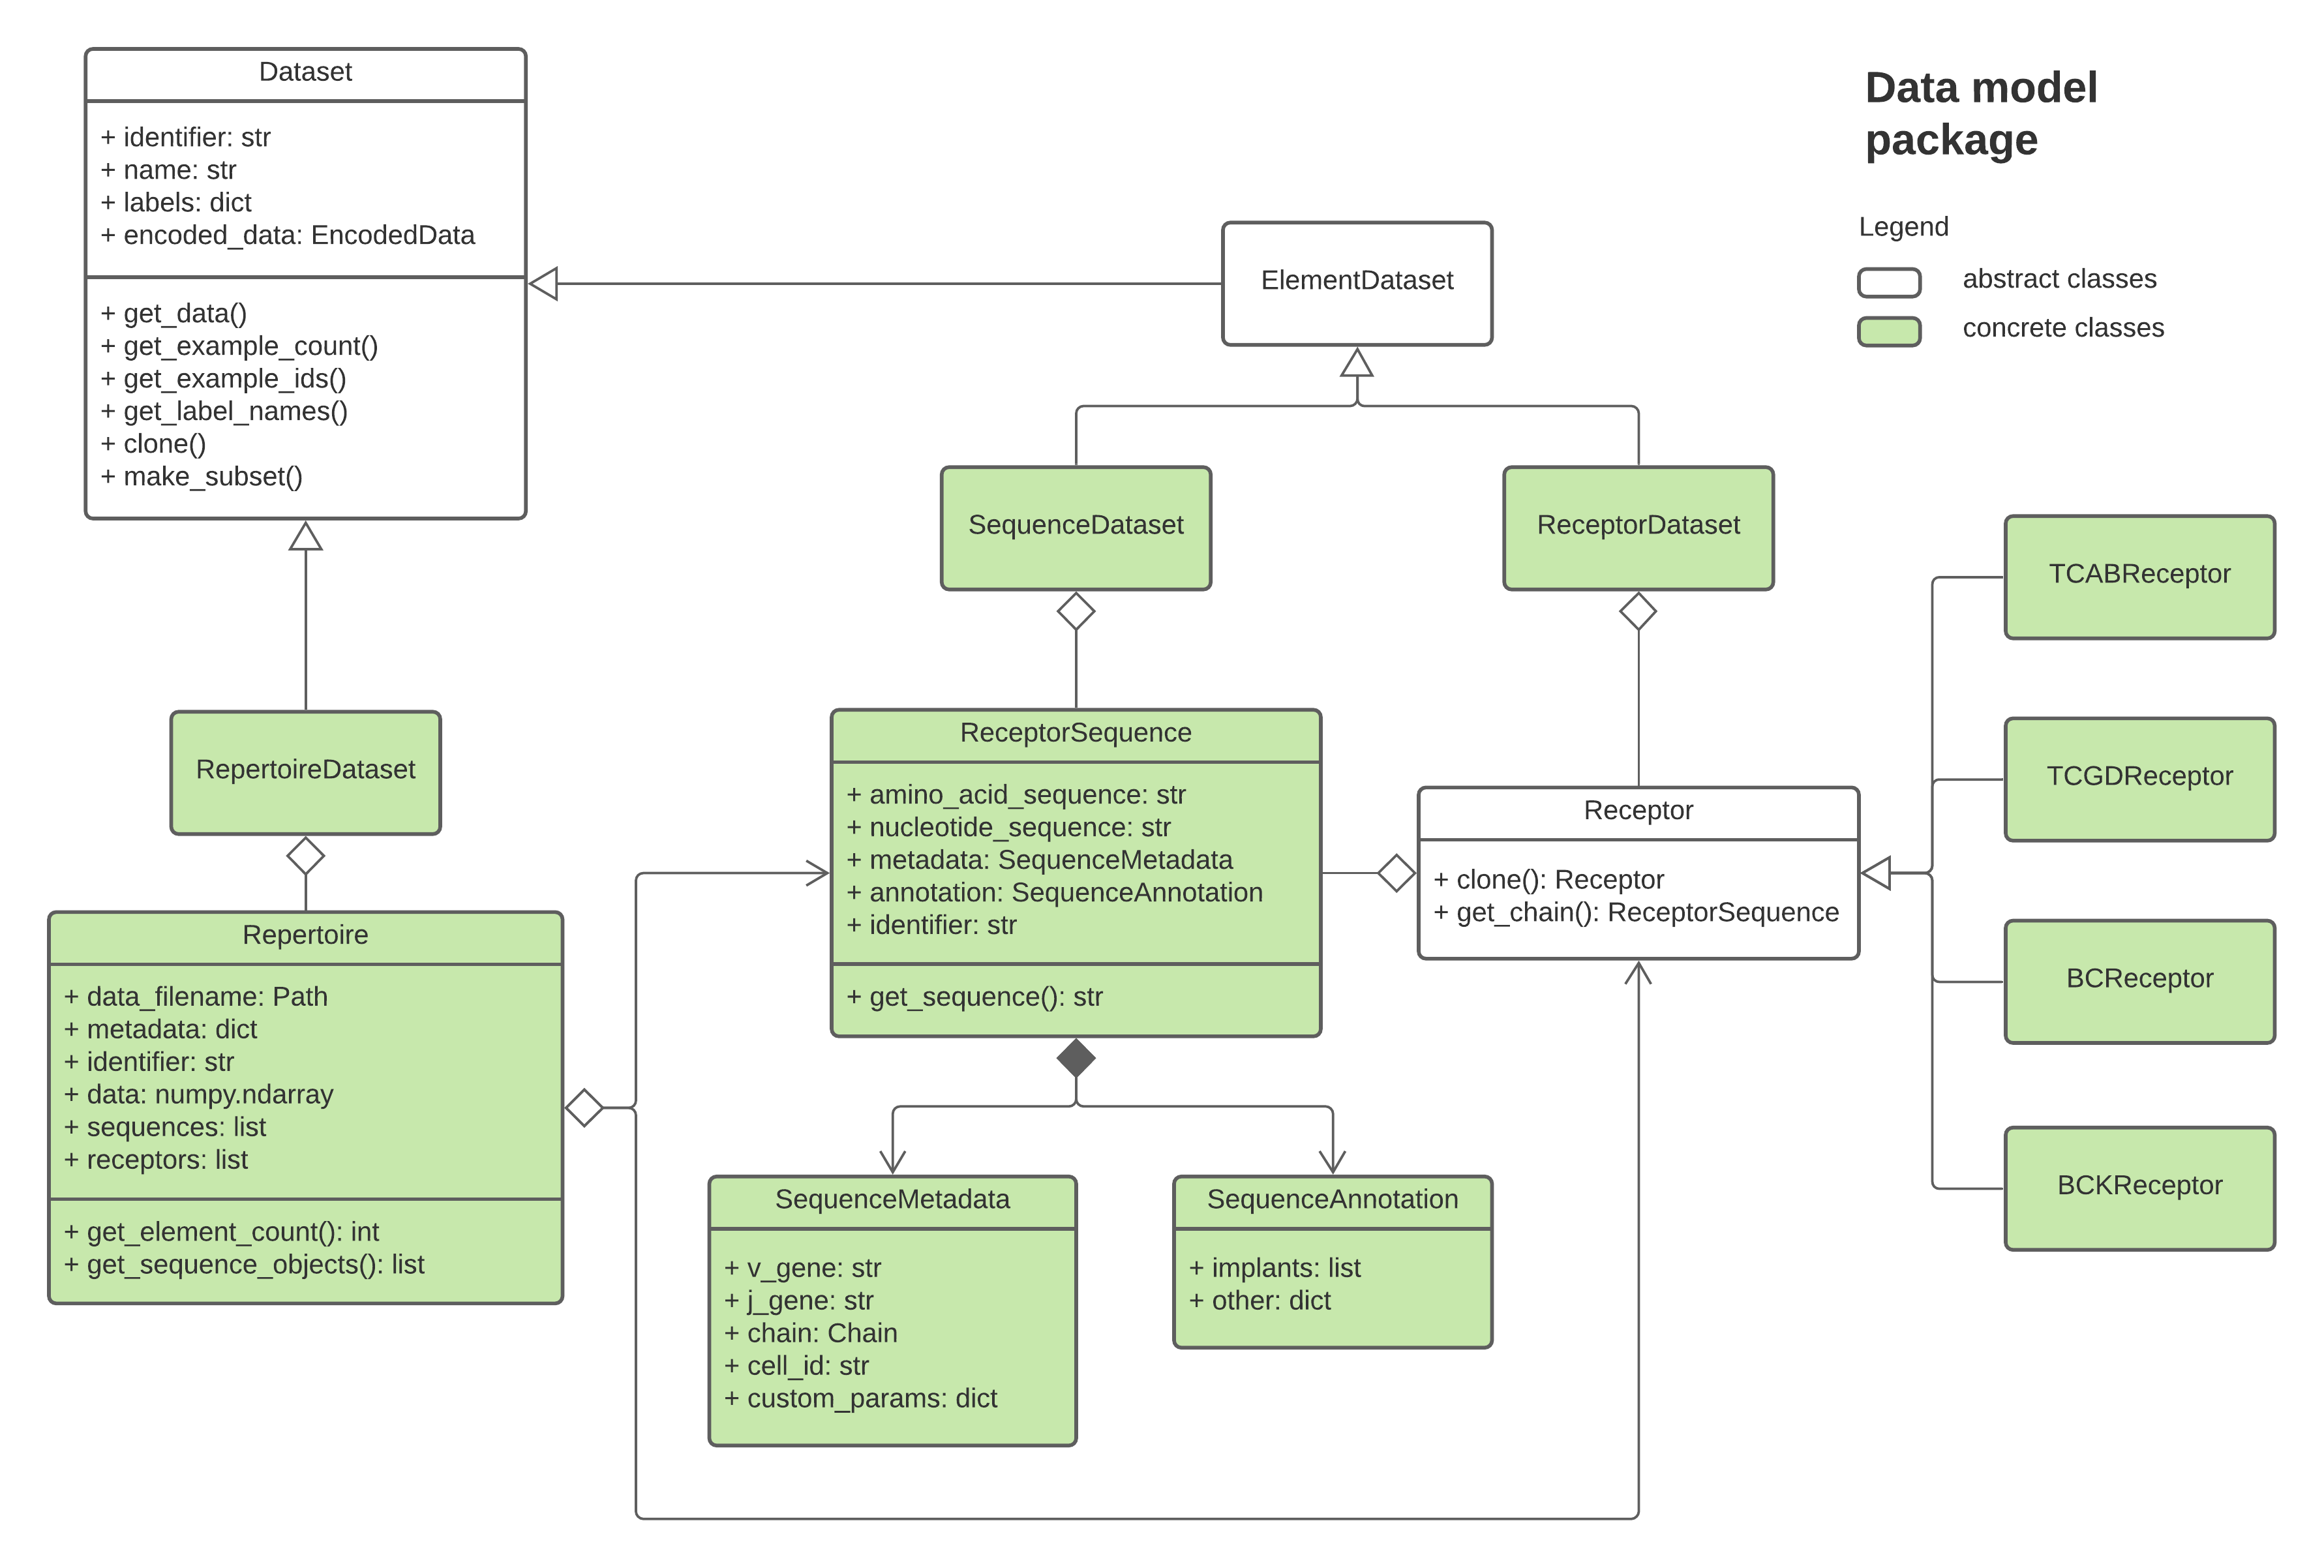 Data model
package
Legend
abstract classes
concrete classes
Dataset
+ identifier: str
+ name: str
+ labels: dict
+ encoded_data: EncodedData
+ get_data()
+ get_example_count()
+ get_example_ids()
+ get_label_names()
+ clone()
+ make_subset()
ElementDataset
SequenceDataset
ReceptorDataset
RepertoireDataset
Repertoire
+ data_filename: Path
+ metadata: dict
+ identifier: str
+ data: numpy.ndarray
+ sequences: list
+ receptors: list
+ get_element_count(): int
+ get_sequence_objects(): list
ReceptorSequence
+ amino_acid_sequence: str
+ nucleotide_sequence: str
+ metadata: SequenceMetadata
+ annotation: SequenceAnnotation
+ identifier: str
+ get_sequence(): str
Receptor
+ clone(): Receptor
+ get_chain(): ReceptorSequence
TCABReceptor
TCGDReceptor
BCReceptor
BCKReceptor
SequenceMetadata
+ v_gene: str
+ j_gene: str
+ chain: Chain
+ cell_id: str
+ custom_params: dict
SequenceAnnotation
+ implants: list
+ other: dict